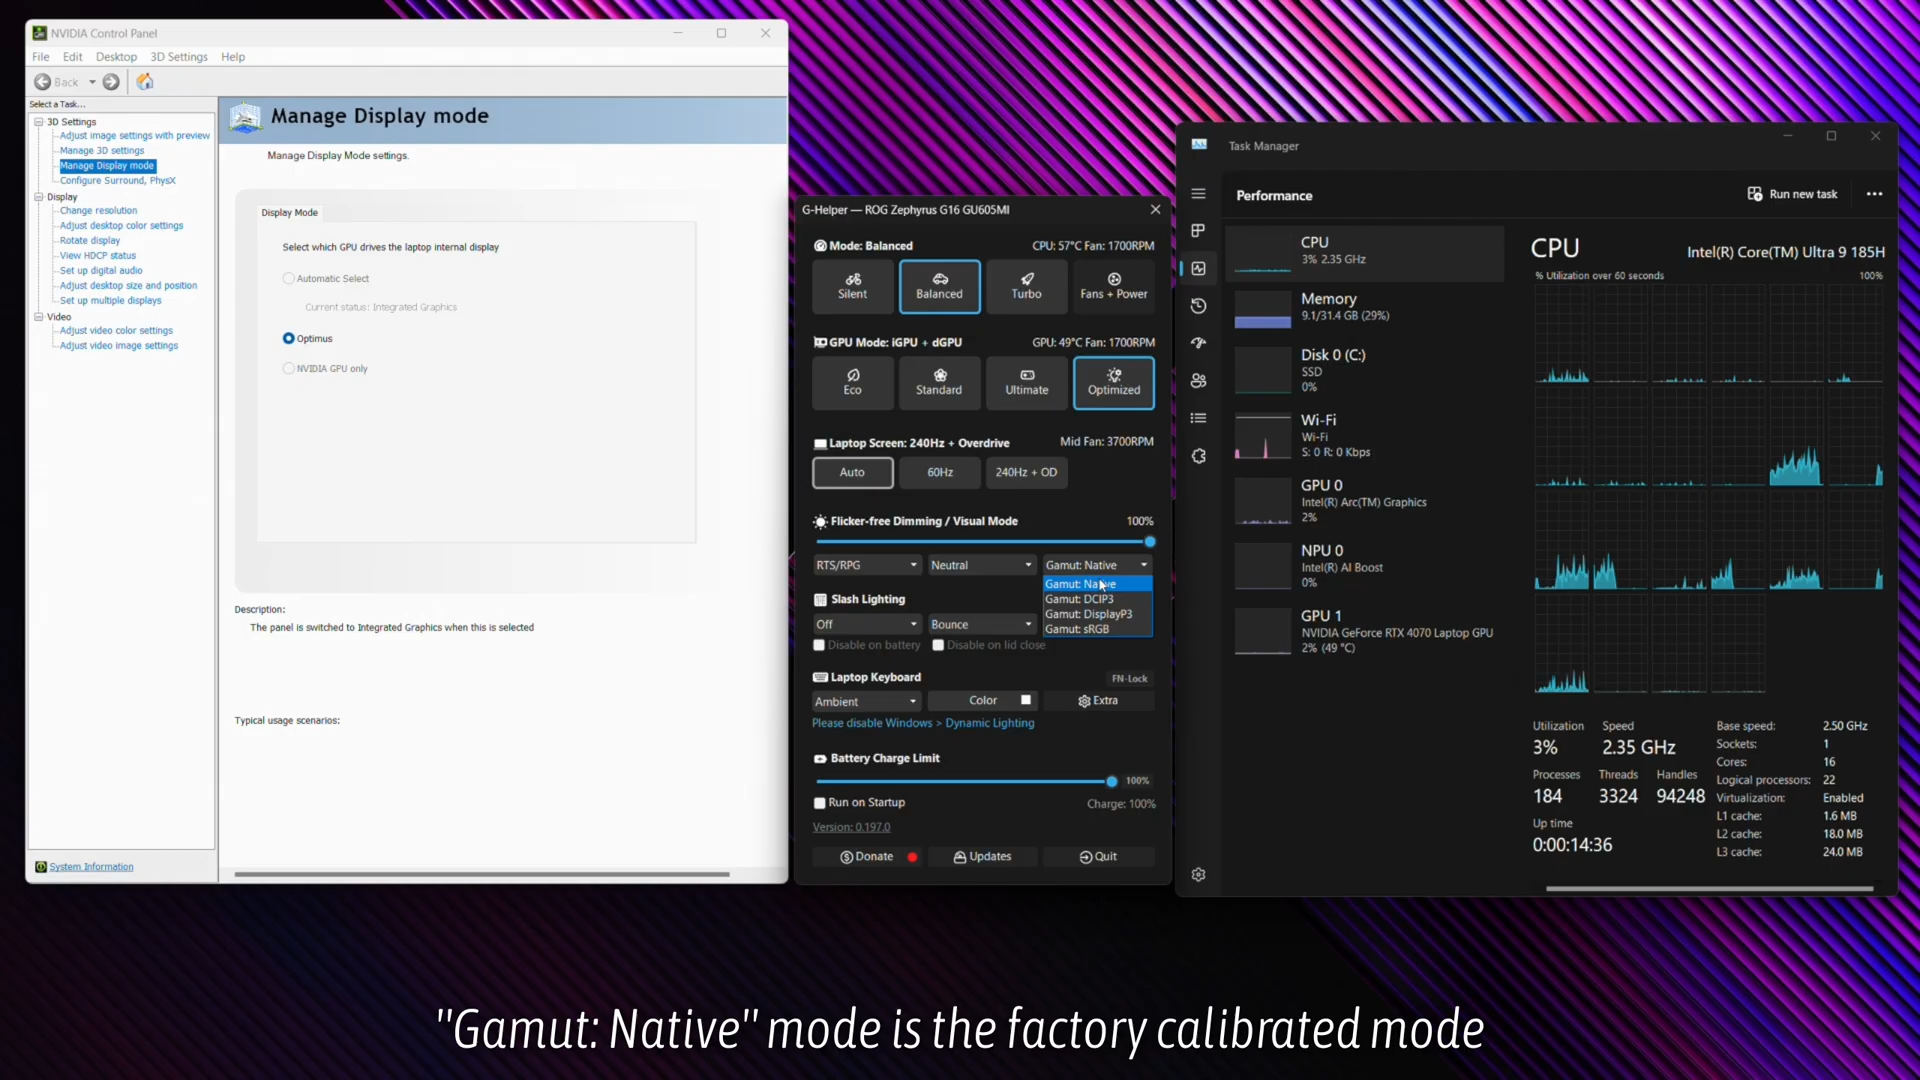 NVIDIA Control Panel
File Edit Desktop 3D Settings Help
Back
Select a Task...
3D Settings
Adjust image settings with preview
Manage 3D settings
Manage Display mode
Configure Surround, PhysX
Display
Change resolution
Adjust desktop color settings
Rotate display
View HDCP status
Set up digital audio
Adjust desktop size and position
Set up multiple displays
Video
Adjust video color settings
Adjust video image settings
System Information
Manage Display mode
Manage Display Mode settings.
Display Mode
Select which GPU drives the laptop internal display
Automatic Select
Current status: Integrated Graphics
Optimus
NVIDIA GPU only
Description:
The panel is switched to Integrated Graphics when this is selected
Typical usage scenarios:
G-Helper — ROG Zephyrus G16 GU605MI
Mode: Balanced CPU: 57°C Fan: 1700RPM
Silent Balanced Turbo Fans + Power
GPU Mode: iGPU + dGPU GPU: 49°C Fan: 1700RPM
Eco Standard Ultimate Optimized
Laptop Screen: 240Hz + Overdrive Mid Fan: 3700RPM
Auto 60Hz 240Hz + OD
Flicker-free Dimming / Visual Mode 100%
RTS/RPG Neutral Gamut: Native
Gamut: Native
Gamut: DCIP3
Gamut: DisplayP3
Gamut: sRGB
Slash Lighting
Off Bounce
Disable on battery Disable on lid close
Laptop Keyboard FN-Lock
Ambient Color Extra
Please disable Windows > Dynamic Lighting
Battery Charge Limit
100%
Run on Startup Charge: 100%
Version: 0.197.0
Donate Updates Quit
Task Manager
Performance Run new task
CPU
3% 2.35 GHz
Memory
9.1/31.4 GB (29%)
Disk 0 (C:)
SSD
0%
Wi-Fi
Wi-Fi
S: 0 R: 0 Kbps
GPU 0
Intel(R) Arc(TM) Graphics
2%
NPU 0
Intel(R) AI Boost
0%
GPU 1
NVIDIA GeForce RTX 4070 Laptop GPU
2% (49 °C)
CPU Intel(R) Core(TM) Ultra 9 185H
% Utilization over 60 seconds 100%
Utilization Speed
3% 2.35 GHz
Processes Threads Handles
184 3324 94248
Up time
0:00:14:36
Base speed: 2.50 GHz
Sockets: 1
Cores: 16
Logical processors: 22
Virtualization: Enabled
L1 cache: 1.6 MB
L2 cache: 18.0 MB
L3 cache: 24.0 MB
"Gamut: Native" mode is the factory calibrated mode